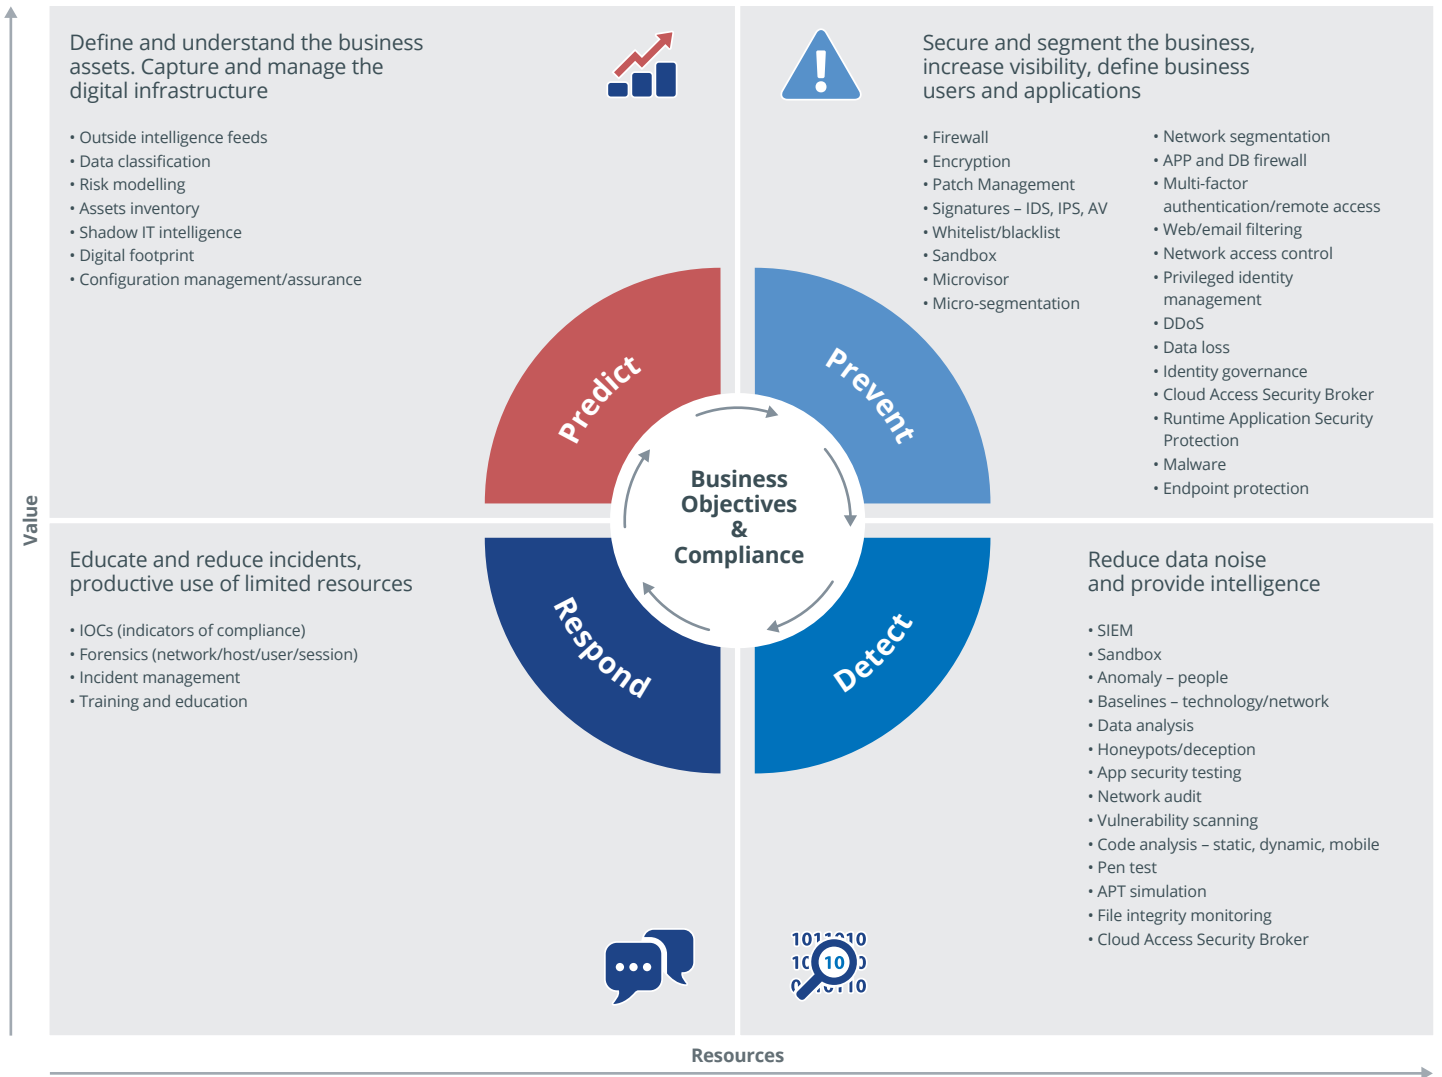 Define and understand the business
assets. Capture and manage the
digital infrastructure
• Outside intelligence feeds
• Data classification
• Risk modelling
• Assets inventory
• Shadow IT intelligence
• Digital footprint
• Configuration management/assurance
Secure and segment the business,
increase visibility, define business
users and applications
• Firewall
• Encryption
• Patch Management
• Signatures – IDS, IPS, AV
• Whitelist/blacklist
• Sandbox
• Microvisor
• Micro-segmentation
• Network segmentation
• APP and DB firewall
• Multi-factor
authentication/remote access
• Web/email filtering
• Network access control
• Privileged identity
management
• DDoS
• Data loss
• Identity governance
• Cloud Access Security Broker
• Runtime Application Security
Protection
• Malware
• Endpoint protection
Predict
Prevent
Business
Objectives
&
Compliance
Respond
Detect
Value
Educate and reduce incidents,
productive use of limited resources
• IOCs (indicators of compliance)
• Forensics (network/host/user/session)
• Incident management
• Training and education
Reduce data noise
and provide intelligence
• SIEM
• Sandbox
• Anomaly – people
• Baselines – technology/network
• Data analysis
• Honeypots/deception
• App security testing
• Network audit
• Vulnerability scanning
• Code analysis – static, dynamic, mobile
• Pen test
• APT simulation
• File integrity monitoring
• Cloud Access Security Broker
10
Resources